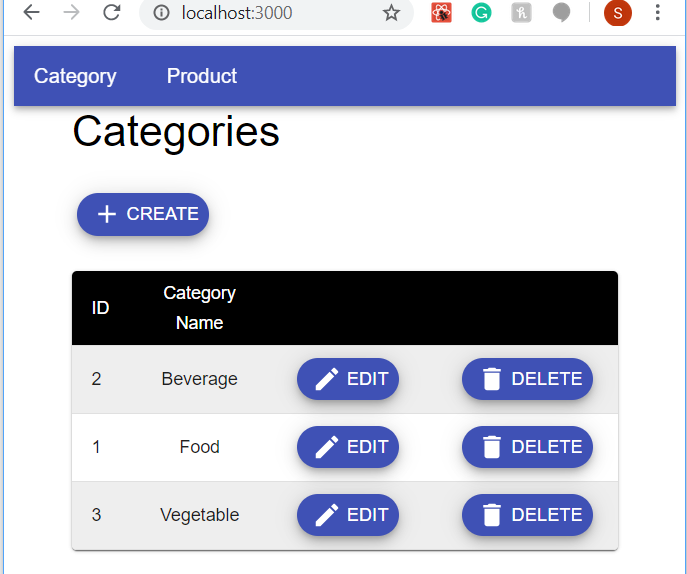 localhost:3000
S
Category Product
Categories
CREATE
ID Category Name
2 Beverage EDIT DELETE
1 Food EDIT DELETE
3 Vegetable EDIT DELETE